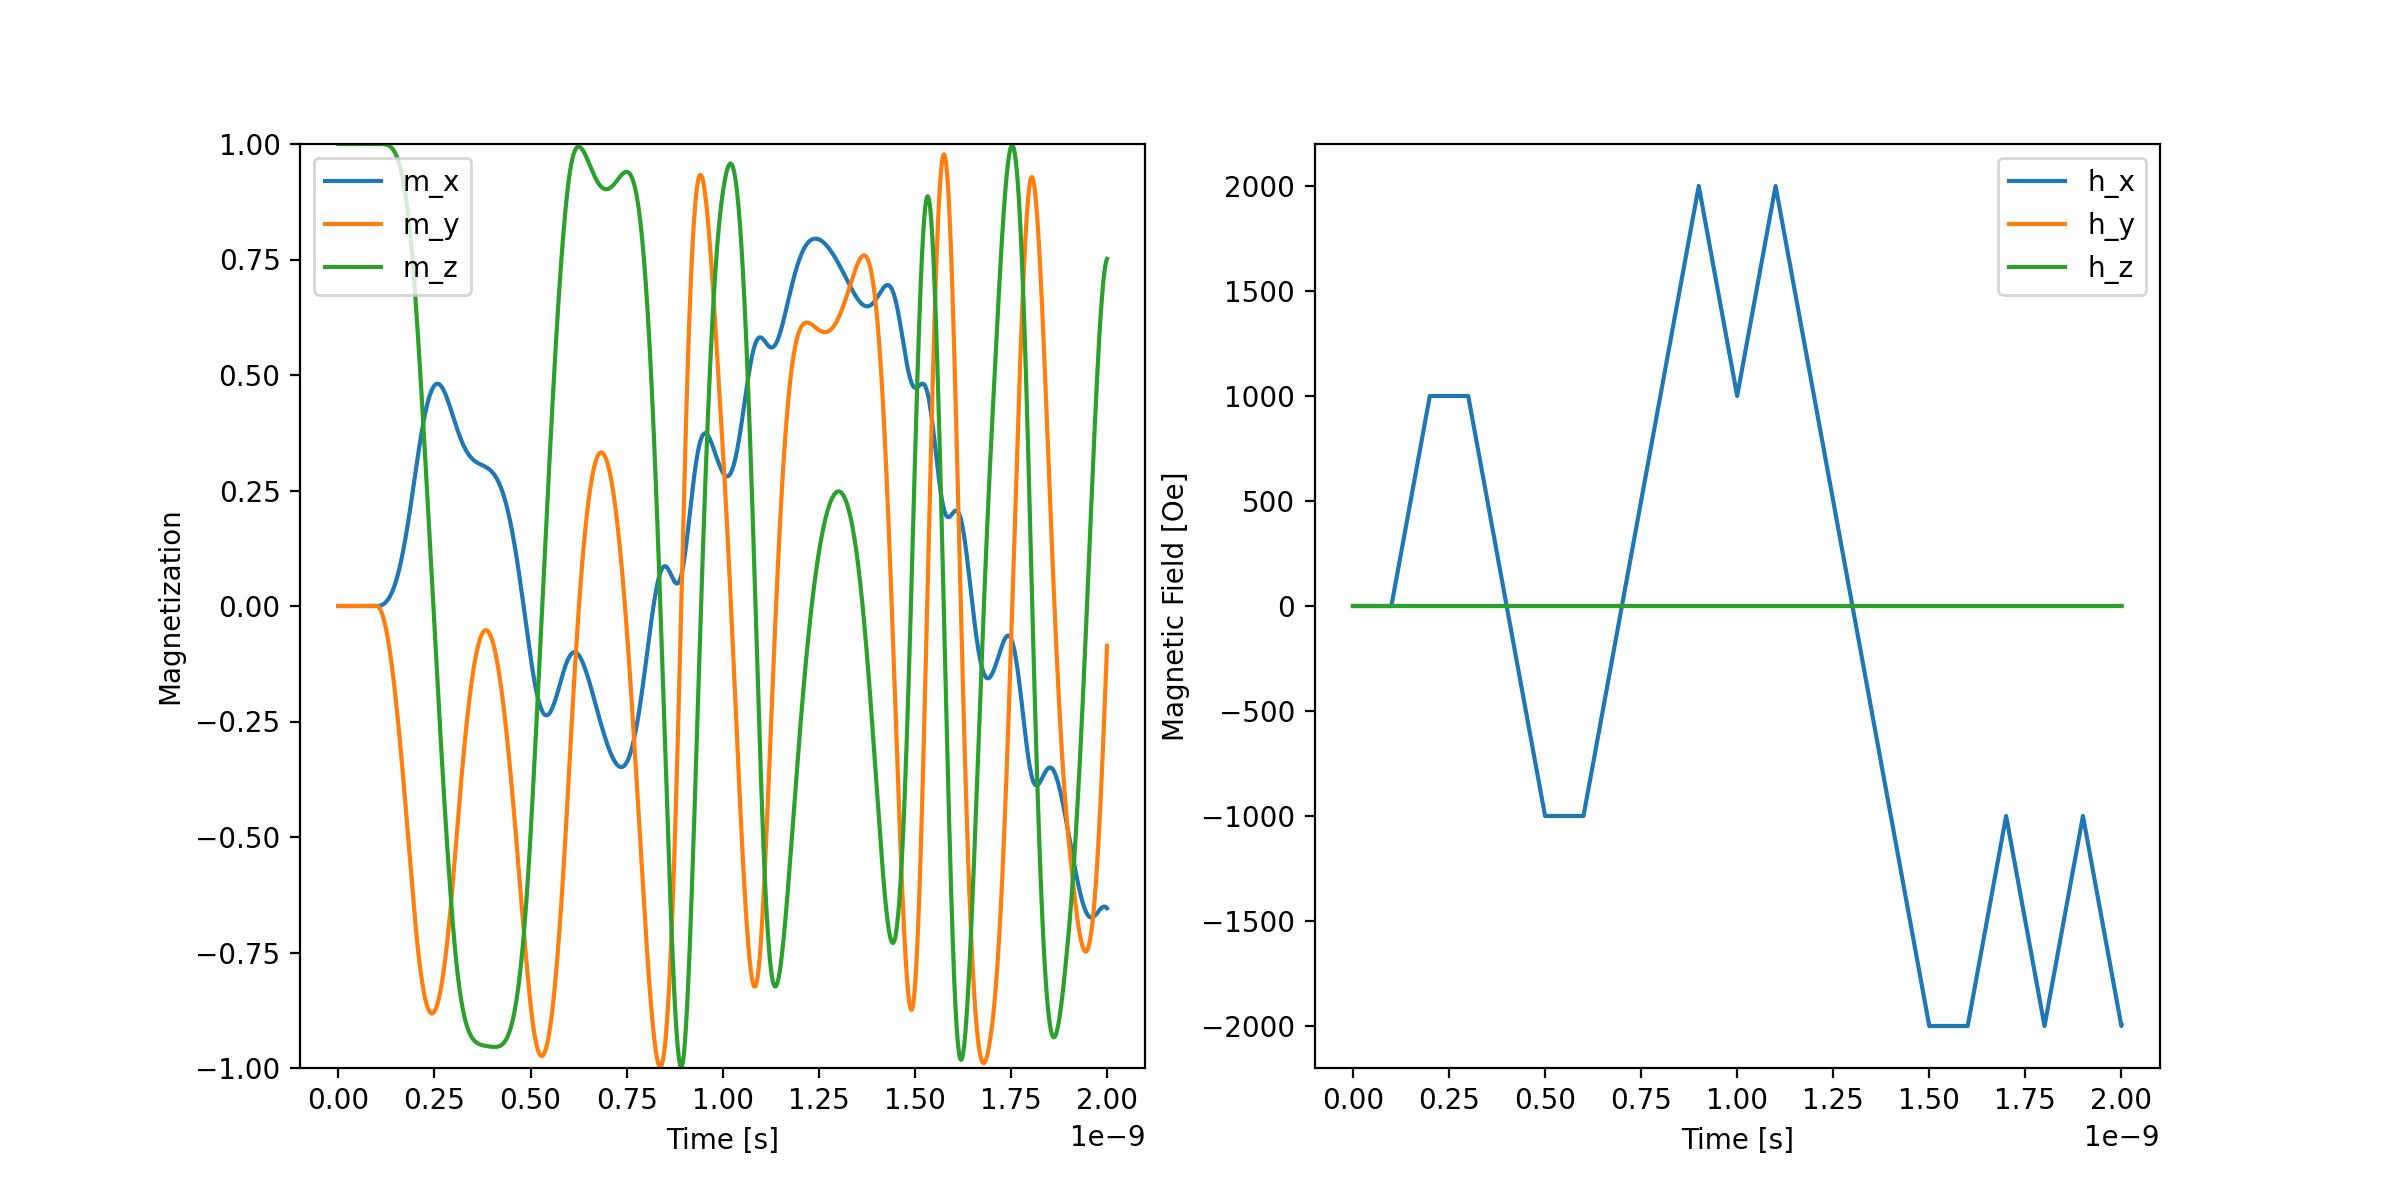 1.00
0.75
0.50
0.25
0.00
−0.25
−0.50
−0.75
−1.00
Magnetization
m_x
m_y
m_z
0.00 0.25 0.50 0.75 1.00 1.25 1.50 1.75 2.00
Time [s]
1e−9
2000
1500
1000
500
0
−500
−1000
−1500
−2000
Magnetic Field [Oe]
h_x
h_y
h_z
0.00 0.25 0.50 0.75 1.00 1.25 1.50 1.75 2.00
Time [s]
1e−9